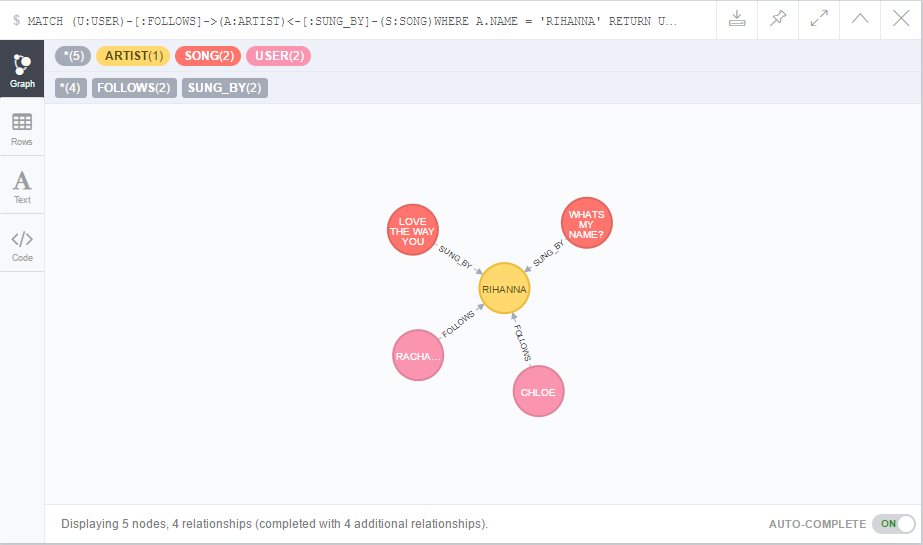 $ MATCH (U:USER)-[:FOLLOWS]->(A:ARTIST)<-[:SUNG_BY]-(S:SONG)WHERE A.NAME = 'RIHANNA' RETURN U...
*(5) ARTIST(1) SONG(2) USER(2)
Graph
*(4) FOLLOWS(2) SUNG_BY(2)
Rows
Text
Code
LOVE
THE WAY
YOU
WHATS
MY
NAME?
SUNG_BY
SUNG_BY
RIHANNA
FOLLOWS
FOLLOWS
RACHA...
CHLOE
Displaying 5 nodes, 4 relationships (completed with 4 additional relationships).
AUTO-COMPLETE ON